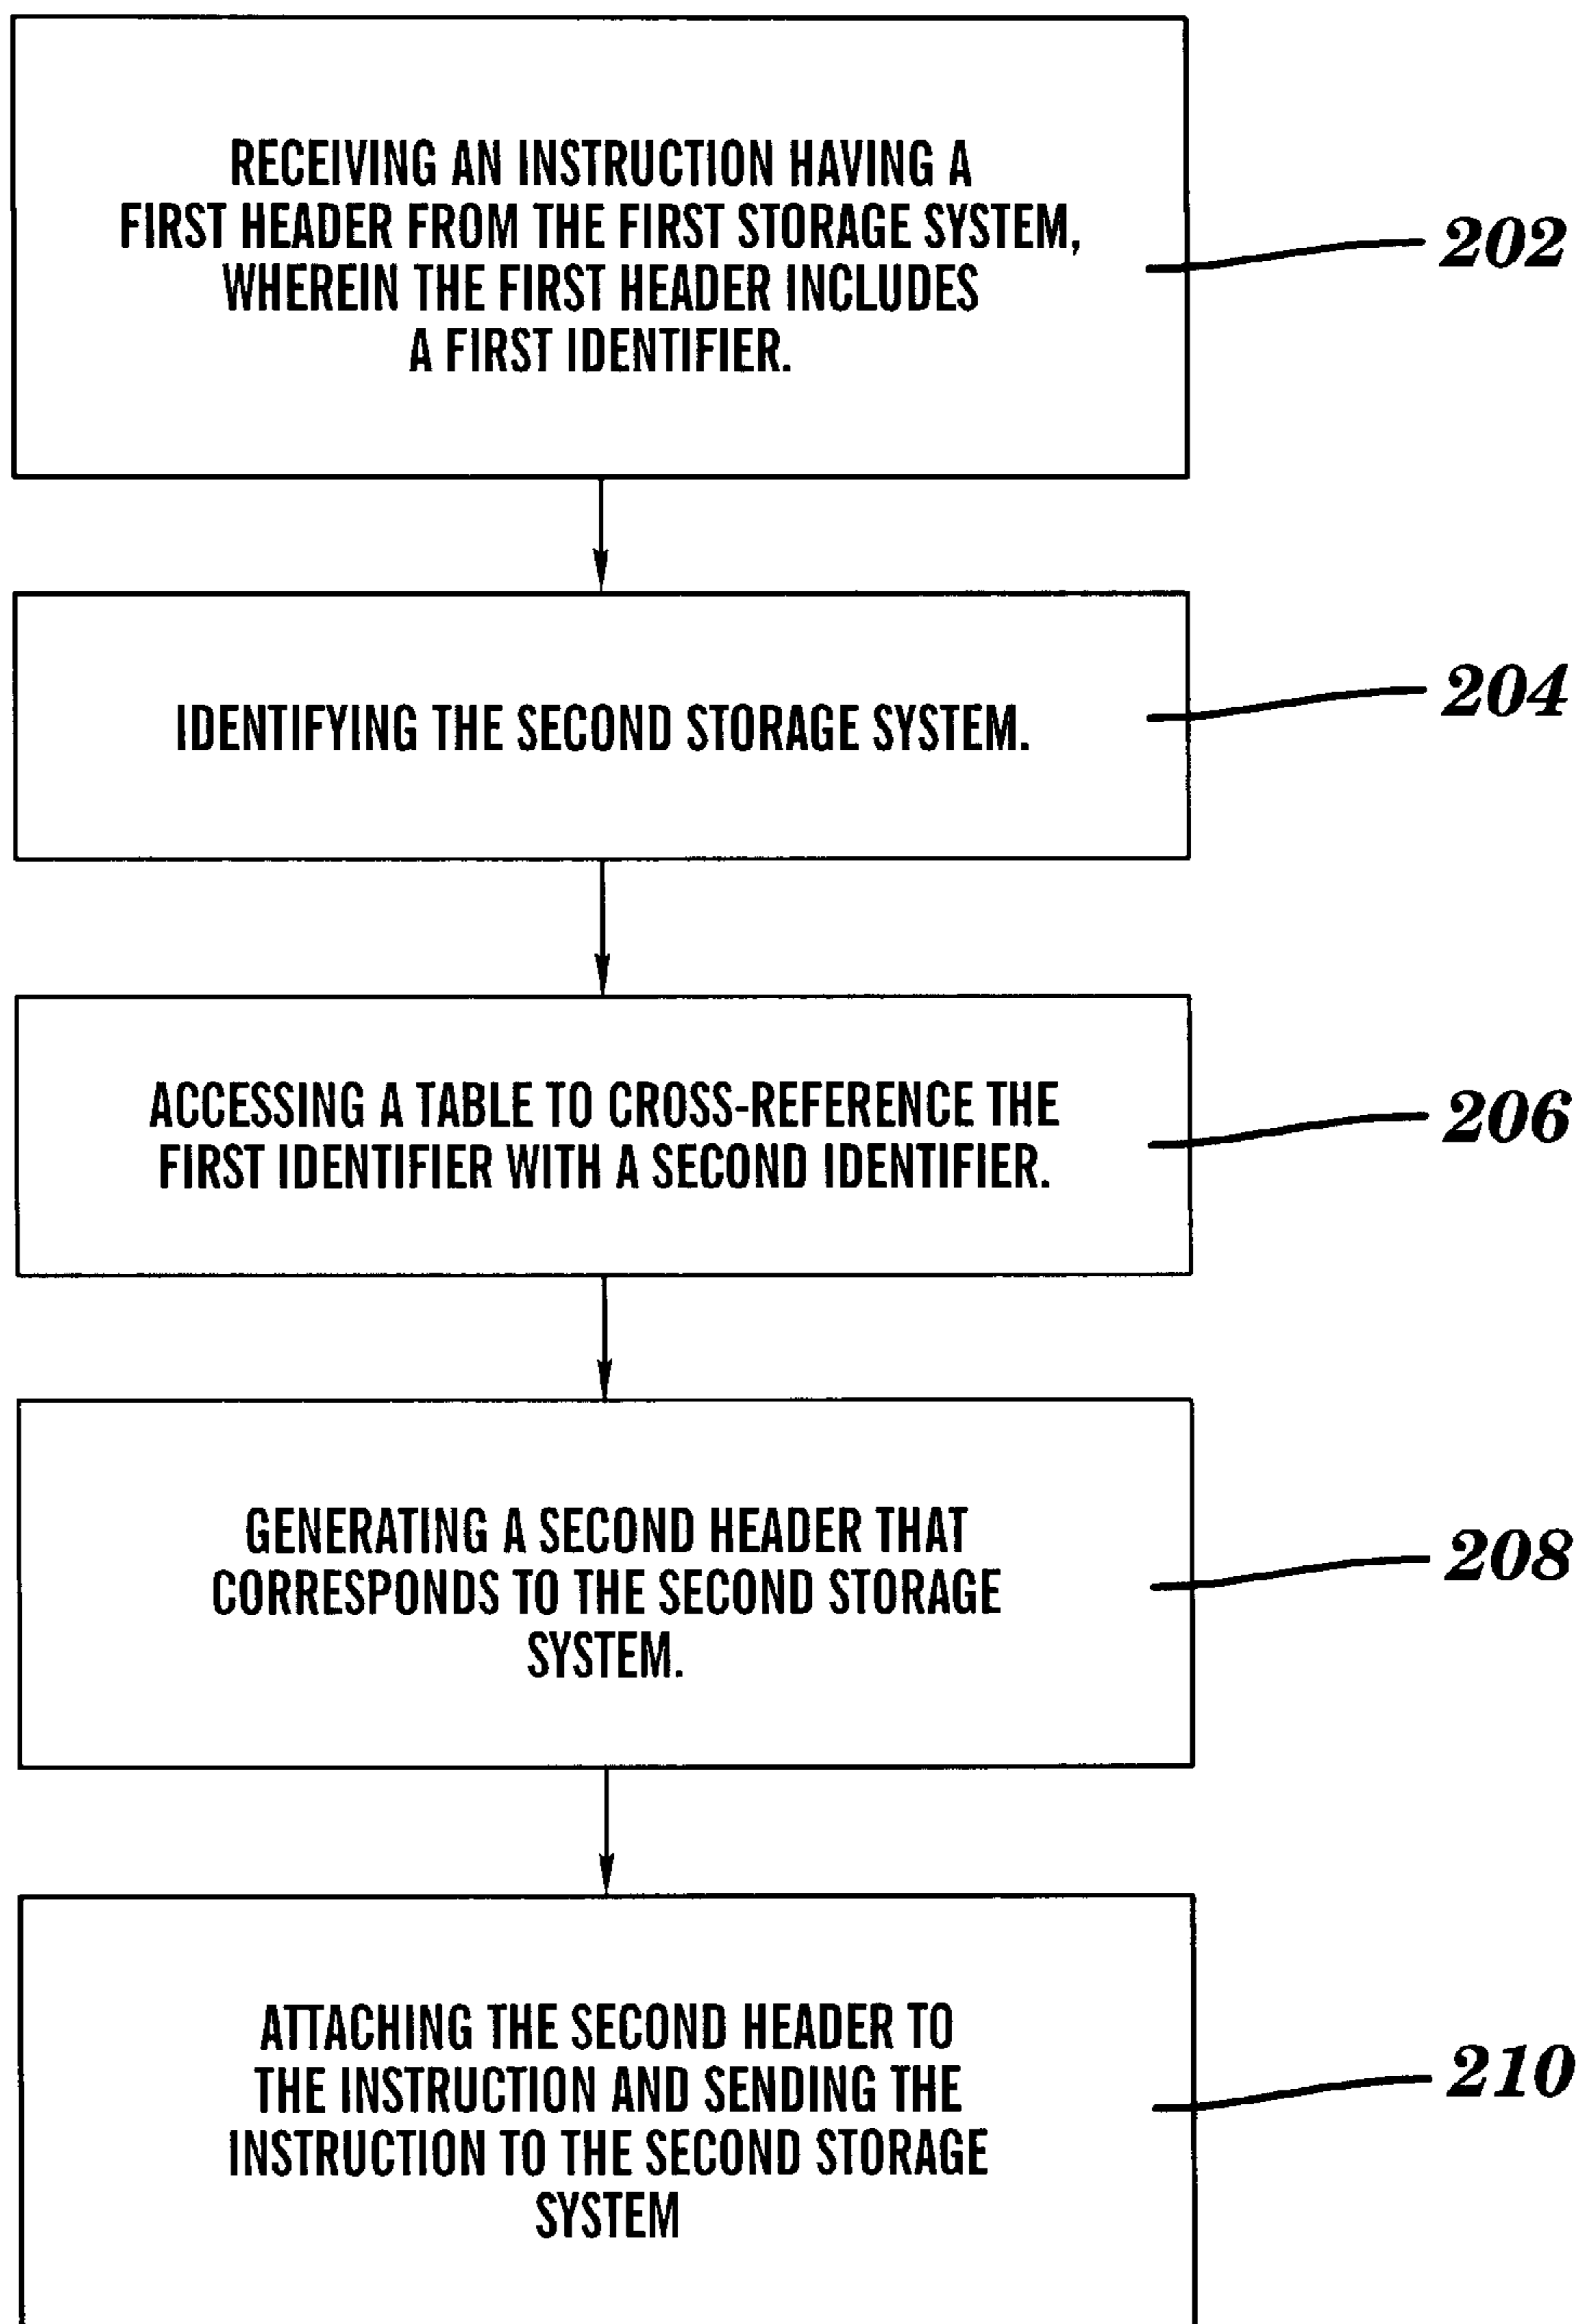 RECEIVING AN INSTRUCTION HAVING A
FIRST HEADER FROM THE FIRST STORAGE SYSTEM,
WHEREIN THE FIRST HEADER INCLUDES
A FIRST IDENTIFIER.
202
IDENTIFYING THE SECOND STORAGE SYSTEM.
204
ACCESSING A TABLE TO CROSS-REFERENCE THE
FIRST IDENTIFIER WITH A SECOND IDENTIFIER.
206
GENERATING A SECOND HEADER THAT
CORRESPONDS TO THE SECOND STORAGE
SYSTEM.
208
ATTACHING THE SECOND HEADER TO
THE INSTRUCTION AND SENDING THE
INSTRUCTION TO THE SECOND STORAGE
SYSTEM
210